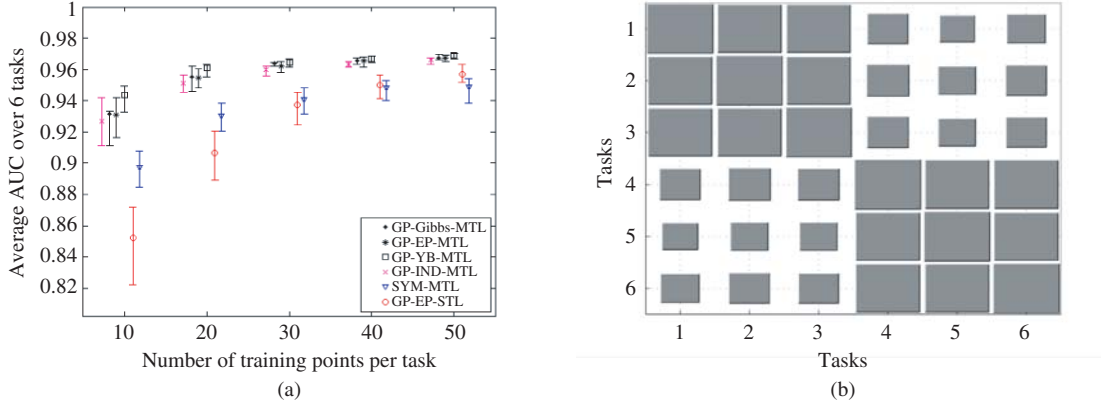 1
0.98
0.96
0.94
0.92
0.9
0.88
0.86
0.84
0.82
Average AUC over 6 tasks
GP-Gibbs-MTL
GP-EP-MTL
GP-YB-MTL
GP-IND-MTL
SYM-MTL
GP-EP-STL
10 20 30 40 50
Number of training points per task
(a)
Tasks
1
2
3
4
5
6
1 2 3 4 5 6
Tasks
(b)